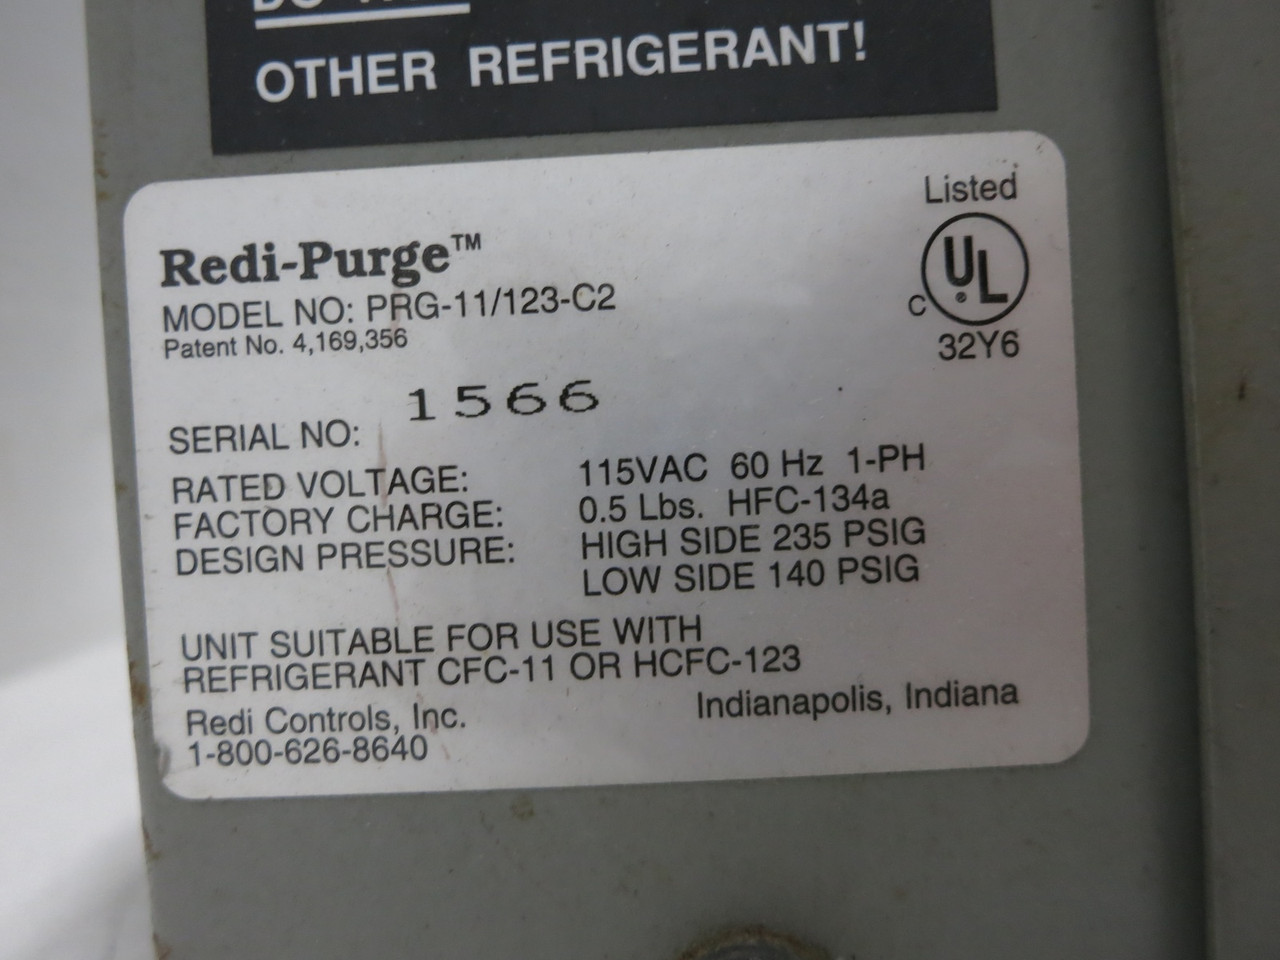 OTHER REFRIGERANT!
Listed
Redi-Purge™
UL
C
MODEL NO: PRG-11/123-C2
Patent No. 4,169,356
32Y6
SERIAL NO: 1566
RATED VOLTAGE: 115VAC 60 Hz 1-PH
FACTORY CHARGE: 0.5 Lbs. HFC-134a
DESIGN PRESSURE: HIGH SIDE 235 PSIG
LOW SIDE 140 PSIG
UNIT SUITABLE FOR USE WITH
REFRIGERANT CFC-11 OR HCFC-123
Redi Controls, Inc. Indianapolis, Indiana
1-800-626-8640